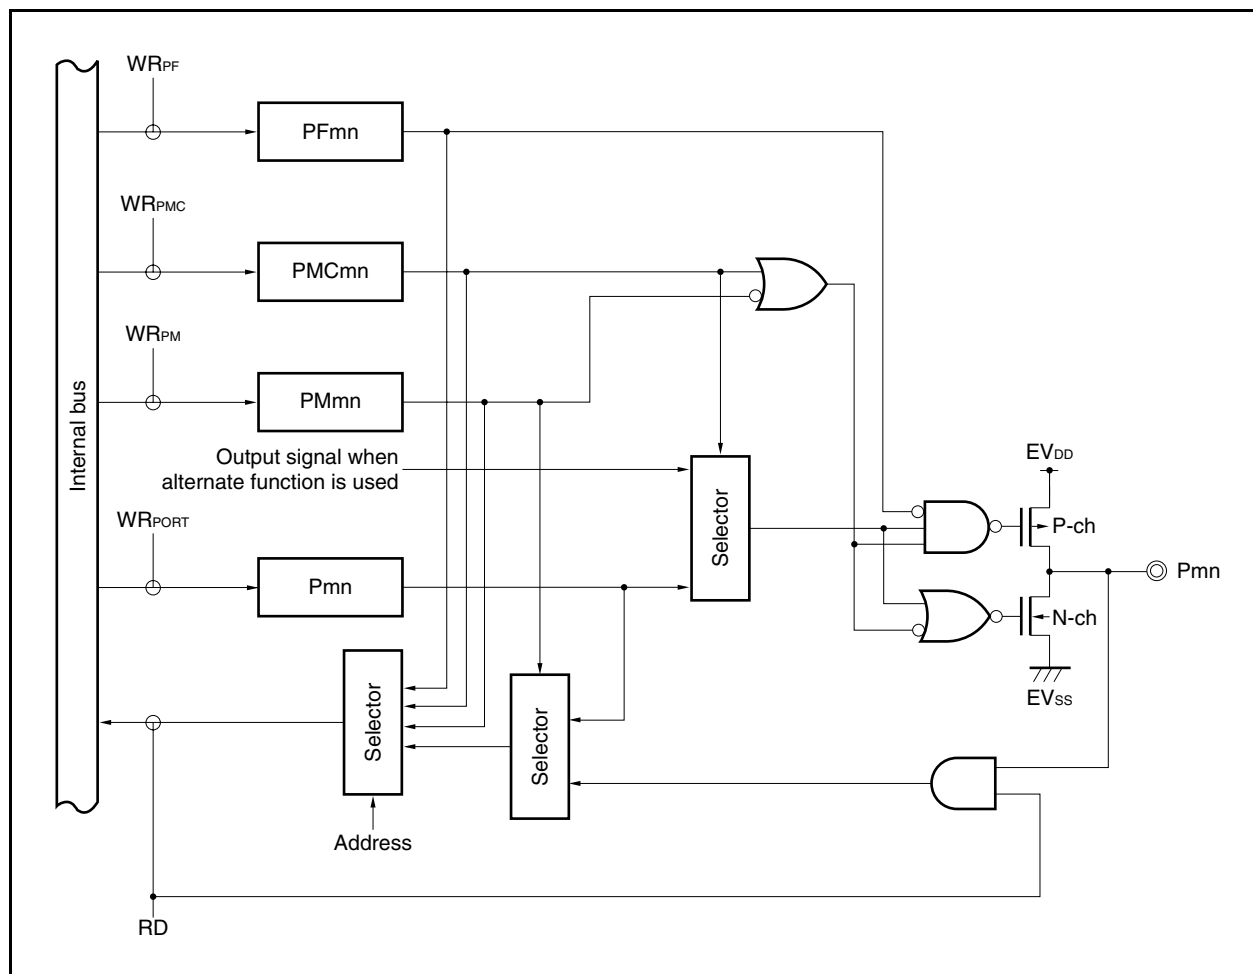 WRPF
PFmn
WRPMC
PMCmn
WRPM
PMmn
Internal bus
Output signal when
alternate function is used
WRPORT
Pmn
Selector
EVDD
P-ch
Pmn
N-ch
EVSS
Selector
Selector
Address
RD